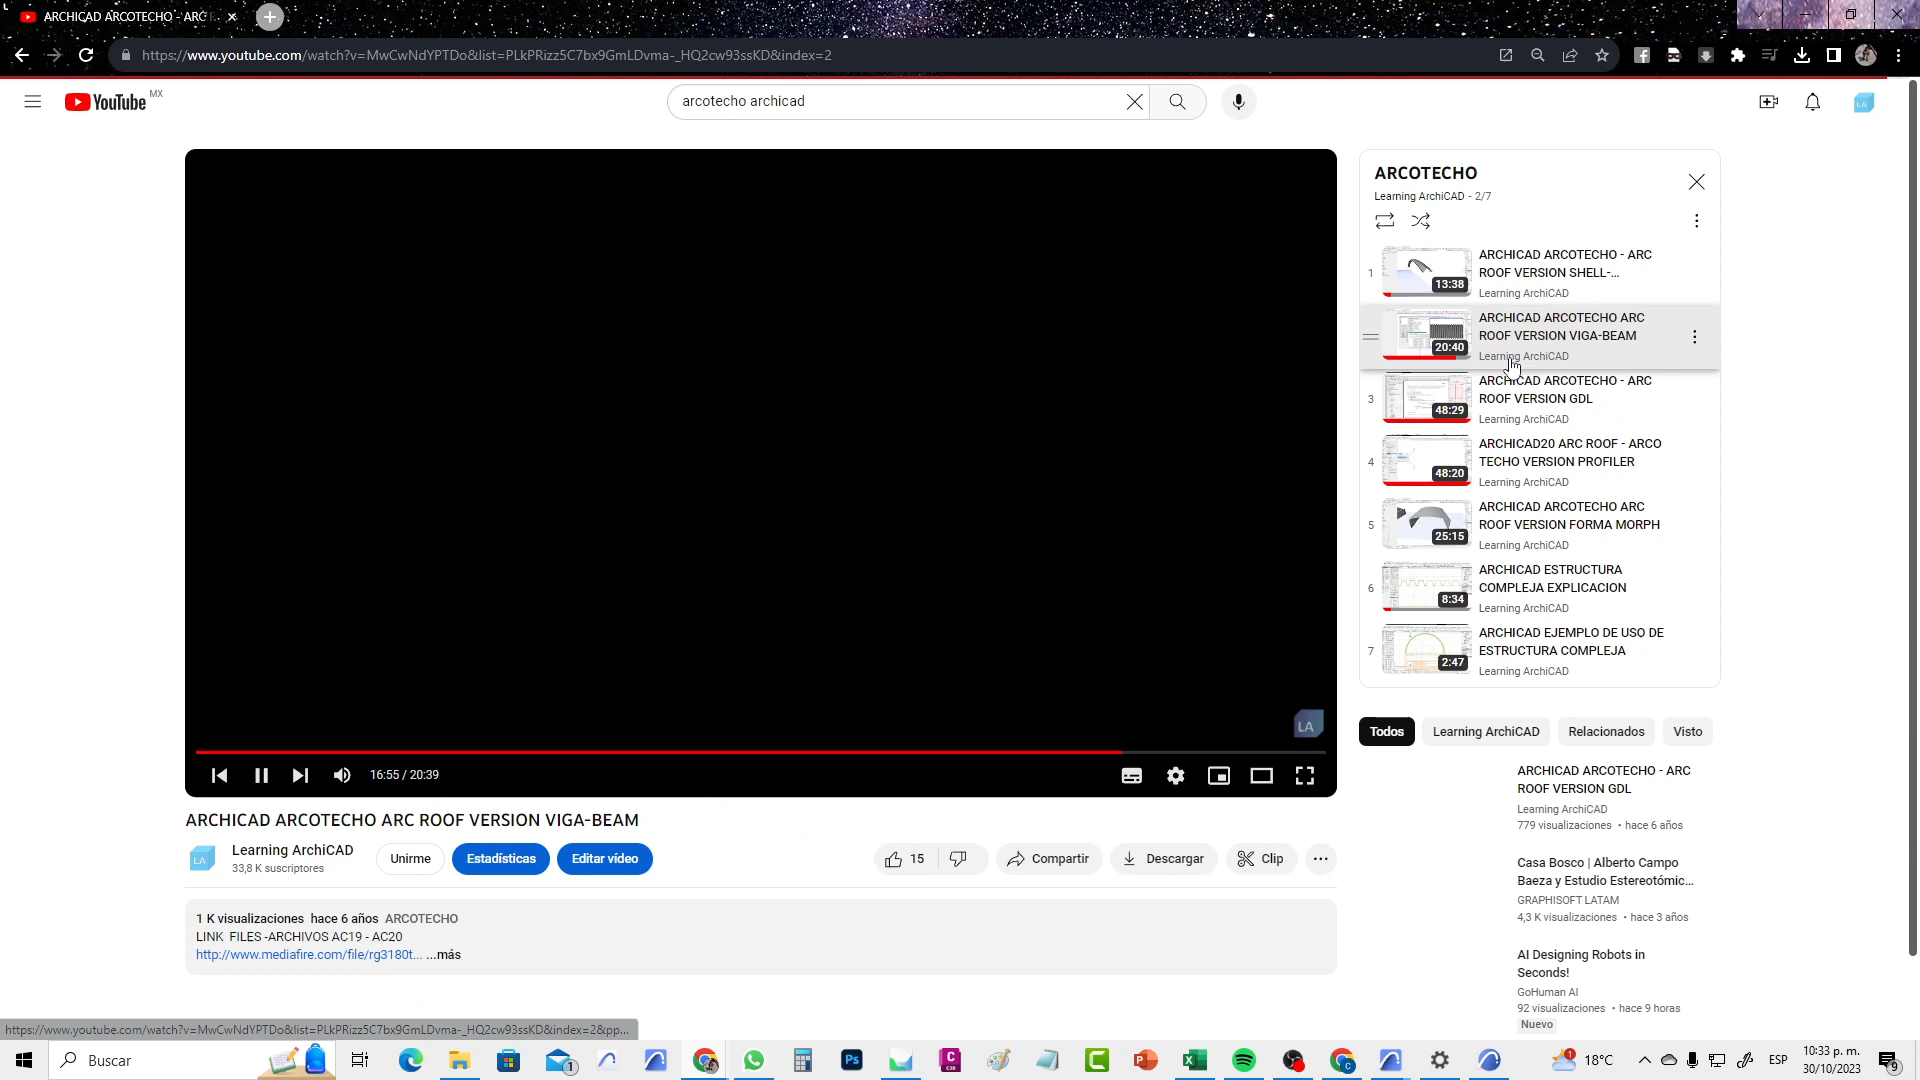 ARCHICAD ARCOTECHO - ARC
https://www.youtube.com/watch?v=MwCwNdYPTDo&list=PLkPRizz5C7bx9GmLDvma-_HQ2cw93ssKD&index=2
YouTube MX
arcotecho archicad
LA
ARCOTECHO
Learning ArchiCAD - 2/7
1
13:38
ARCHICAD ARCOTECHO - ARC
ROOF VERSION SHELL-...
Learning ArchiCAD
20:40
ARCHICAD ARCOTECHO ARC
ROOF VERSION VIGA-BEAM
Learning ArchiCAD
3
48:29
ARCHICAD ARCOTECHO - ARC
ROOF VERSION GDL
Learning ArchiCAD
4
48:20
ARCHICAD20 ARC ROOF - ARCO
TECHO VERSION PROFILER
Learning ArchiCAD
5
25:15
ARCHICAD ARCOTECHO ARC
ROOF VERSION FORMA MORPH
Learning ArchiCAD
6
8:34
ARCHICAD ESTRUCTURA
COMPLEJA EXPLICACION
Learning ArchiCAD
7
2:47
ARCHICAD EJEMPLO DE USO DE
ESTRUCTURA COMPLEJA
Learning ArchiCAD
LA
16:55 / 20:39
ARCHICAD ARCOTECHO ARC ROOF VERSION VIGA-BEAM
LA
Learning ArchiCAD
33,8 K suscriptores
Unirme
Estadísticas
Editar vídeo
15
Compartir
Descargar
Clip
1 K visualizaciones hace 6 años ARCOTECHO
LINK FILES -ARCHIVOS AC19 - AC20
http://www.mediafire.com/file/rg3180t... ...más
Todos
Learning ArchiCAD
Relacionados
Visto
ARCHICAD ARCOTECHO - ARC
ROOF VERSION GDL
Learning ArchiCAD
779 visualizaciones • hace 6 años
Casa Bosco | Alberto Campo
Baeza y Estudio Estereotómic...
GRAPHISOFT LATAM
4,3 K visualizaciones • hace 3 años
AI Designing Robots in
Seconds!
GoHuman AI
92 visualizaciones • hace 9 horas
Nuevo
https://www.youtube.com/watch?v=MwCwNdYPTDo&list=PLkPRizz5C7bx9GmLDvma-_HQ2cw93ssKD&index=2&pp...
Buscar
1
Ps
1
18°C
ESP
10:33 p. m.
30/10/2023
9